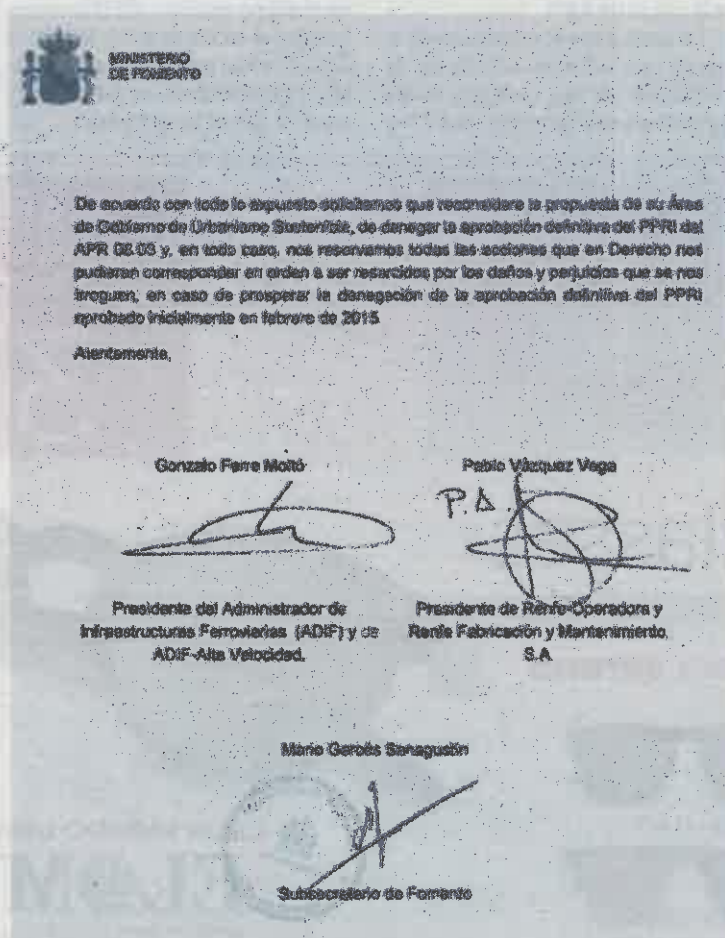 MINISTERIO
DE FOMENTO
De acuerdo con todo lo expuesto solicitamos que reconsidere la propuesta de su Área
de Gobierno de Urbanismo Sostenible, de denegar la aprobación definitiva del PPRI del
APR 08.03 y, en todo caso, nos reservamos todas las acciones que en Derecho nos
pudieran corresponder en orden a ser resarcidos por los daños y perjuicios que se nos
irroguen, en caso de prosperar la denegación de la aprobación definitiva del PPRI
aprobado inicialmente en febrero de 2015
Atentamente,
Gonzalo Ferre Moltó
Pablo Vázquez Vega
P.A.
Presidente del Administrador de
Infraestructuras Ferroviarias (ADIF) y de
ADIF-Alta Velocidad.
Presidente de Renfe-Operadora y
Renfe Fabricación y Mantenimiento.
S.A
Mario Garcés Sanagustín
Subsecretario de Fomento